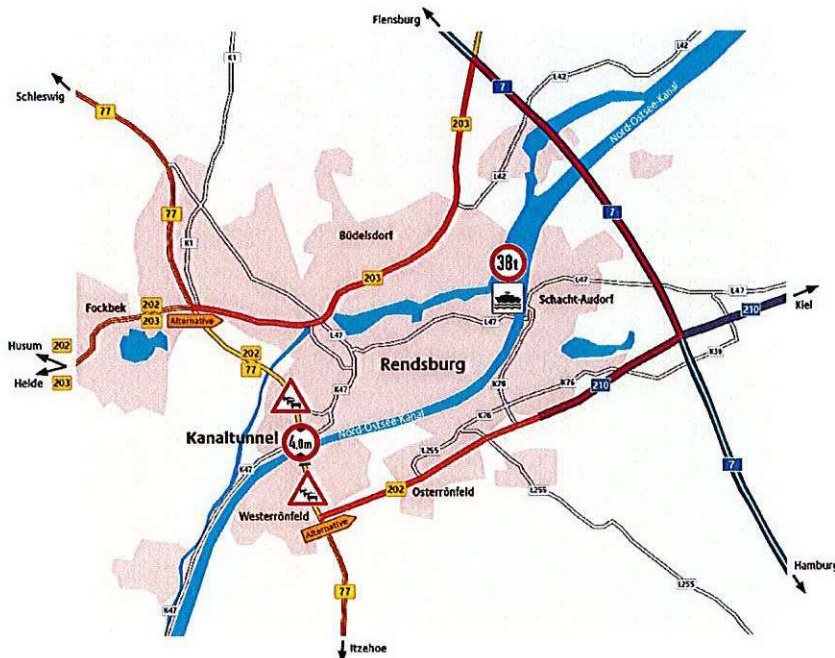 Flensburg
L42
K1
L42
7
Schleswig
77
203
Nord-Ostsee-Kanal
L42
77
7
K1
Büdelsdorf
38t
203
L47
Schacht-Audorf
L47
Kiel
Fockbek
202
203
Alternative
210
Husum 202
Heide 203
L47
L47
202
77
Rendsburg
K39
K47
K76
K76
210
Kanaltunnel
4,0m
Nord-Ostsee-Kanal
K76
L255
K47
7
202
Osterrönfeld
L255
Westerrönfeld
Alternative
Hamburg
77
L255
K47
Itzehoe